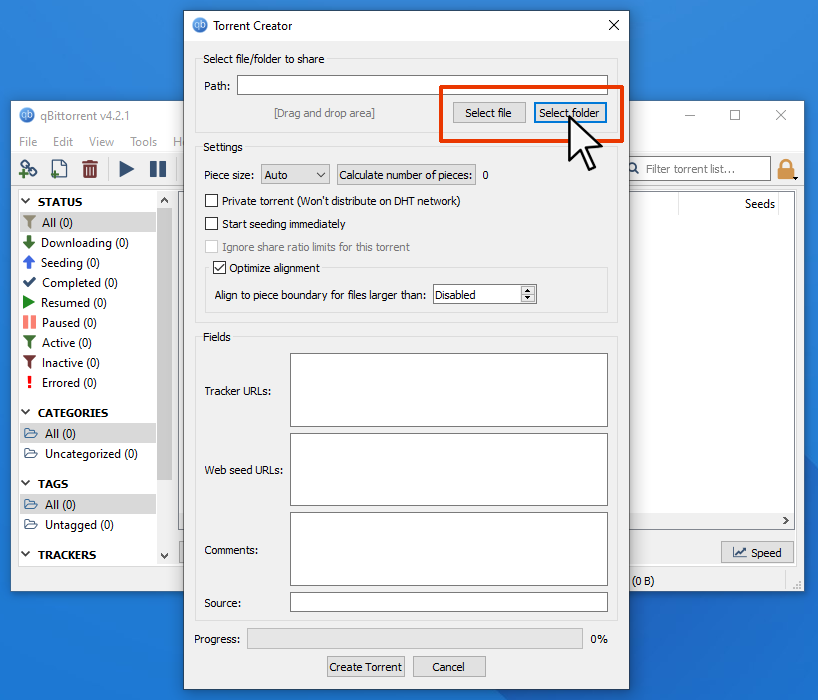 Torrent Creator
Select file/folder to share
Path:
[Drag and drop area]
Select file
Select folder
Settings
Piece size:
Auto
Calculate number of pieces:
0
Private torrent (Won't distribute on DHT network)
Start seeding immediately
Ignore share ratio limits for this torrent
Optimize alignment
Align to piece boundary for files larger than:
Disabled
Fields
Tracker URLs:
Web seed URLs:
Comments:
Source:
Progress:
0%
Create Torrent
Cancel
qb
qBittorrent v4.2.1
File Edit View Tools H
Filter torrent list...
STATUS
All (0)
Downloading (0)
Seeding (0)
Completed (0)
Resumed (0)
Paused (0)
Active (0)
Inactive (0)
Errored (0)
CATEGORIES
All (0)
Uncategorized (0)
TAGS
All (0)
Untagged (0)
TRACKERS
Seeds
Speed
(0 B)